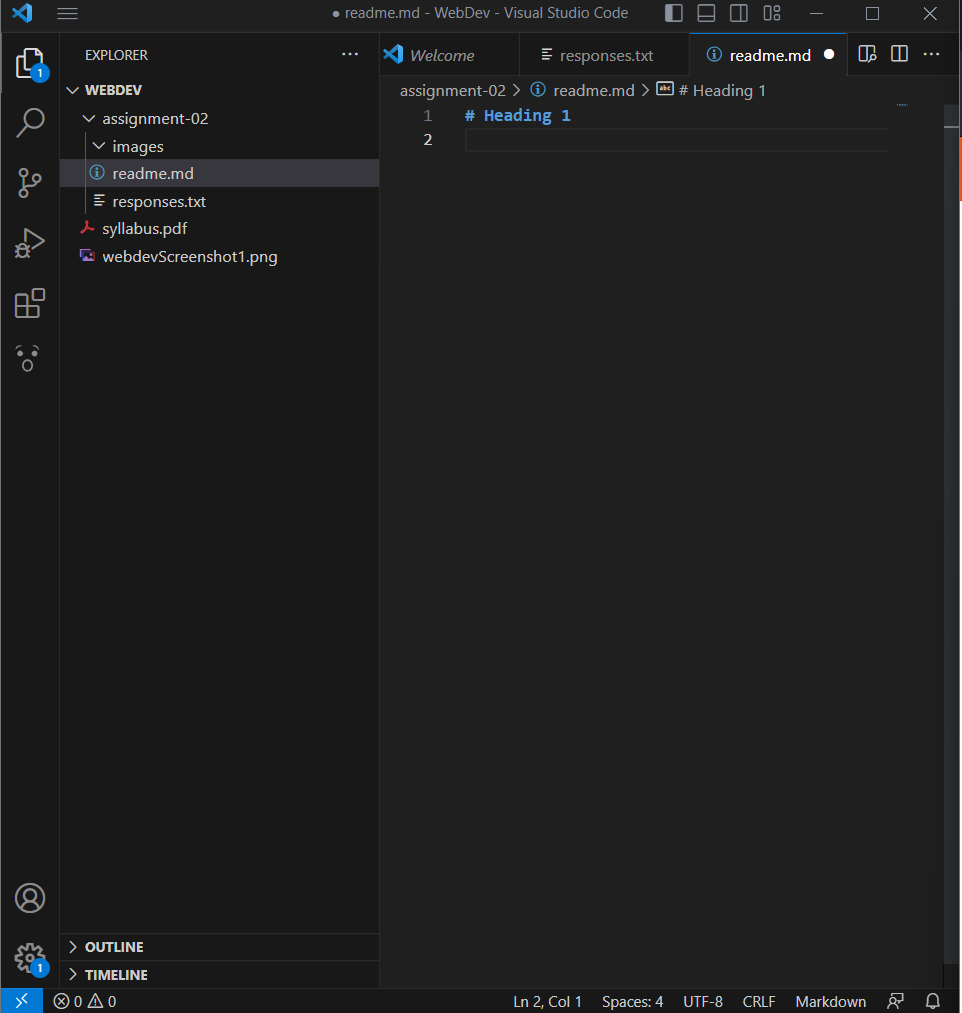 ● readme.md - WebDev - Visual Studio Code
EXPLORER
1
WEBDEV
assignment-02
images
readme.md
responses.txt
syllabus.pdf
webdevScreenshot1.png
OUTLINE
TIMELINE
1
Welcome
responses.txt
readme.md ●
assignment-02 > readme.md > abc # Heading 1
1 # Heading 1
2
0 0
Ln 2, Col 1 Spaces: 4 UTF-8 CRLF Markdown